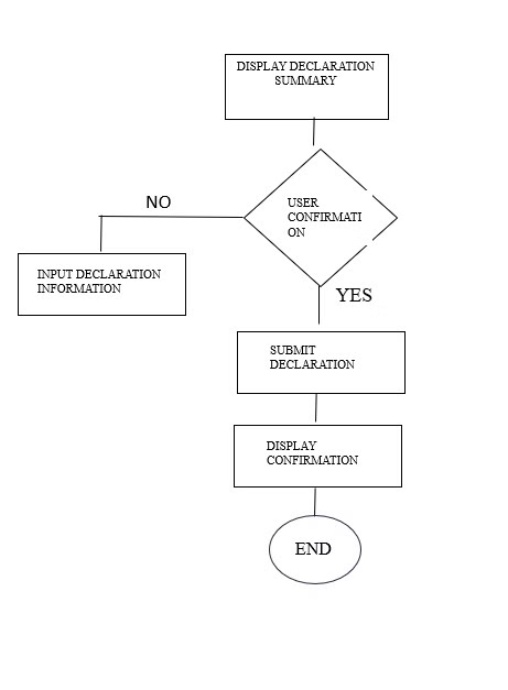 DISPLAY DECLARATION
SUMMARY
NO
USER
CONFIRMATI
ON
INPUT DECLARATION
INFORMATION
YES
SUBMIT
DECLARATION
DISPLAY
CONFIRMATION
END